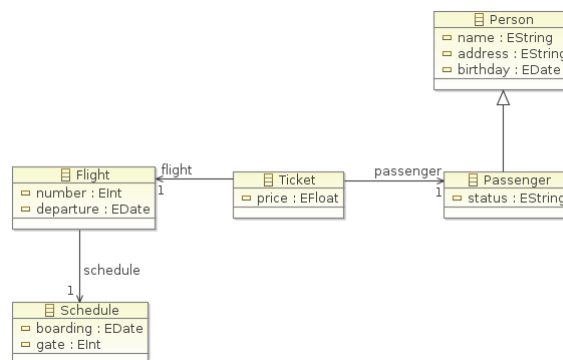 Person
name : EString
address : EString
birthday : EDate
Flight
number : EInt
departure : EDate
flight
1
Ticket
price : EFloat
passenger
1
Passenger
status : EString
schedule
1
Schedule
boarding : EDate
gate : EInt